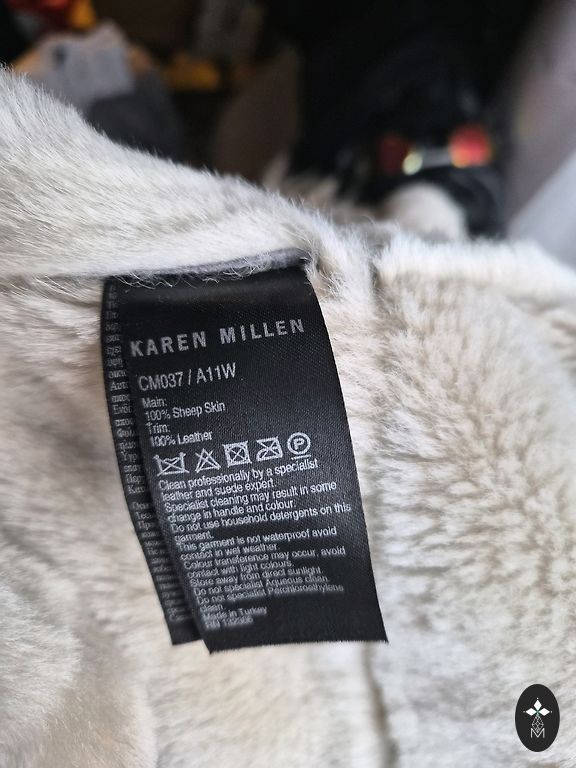 KAREN MILLEN
CM037 / A11W
Main:
100% Sheep Skin
Trim:
100% Leather
P
Clean professionally by a specialist
leather and suede expert.
Specialist cleaning may result in some
change in handle and colour.
Do not use household detergents on this
garment.
This garment is not waterproof avoid
contact in wet weather.
Colour transference may occur, avoid
contact with light colours.
Store away from direct sunlight.
Do not specialist Aqueous clean.
Do not specialist Perchloroethylene
clean.
Made in Turkey
RN 132366
M